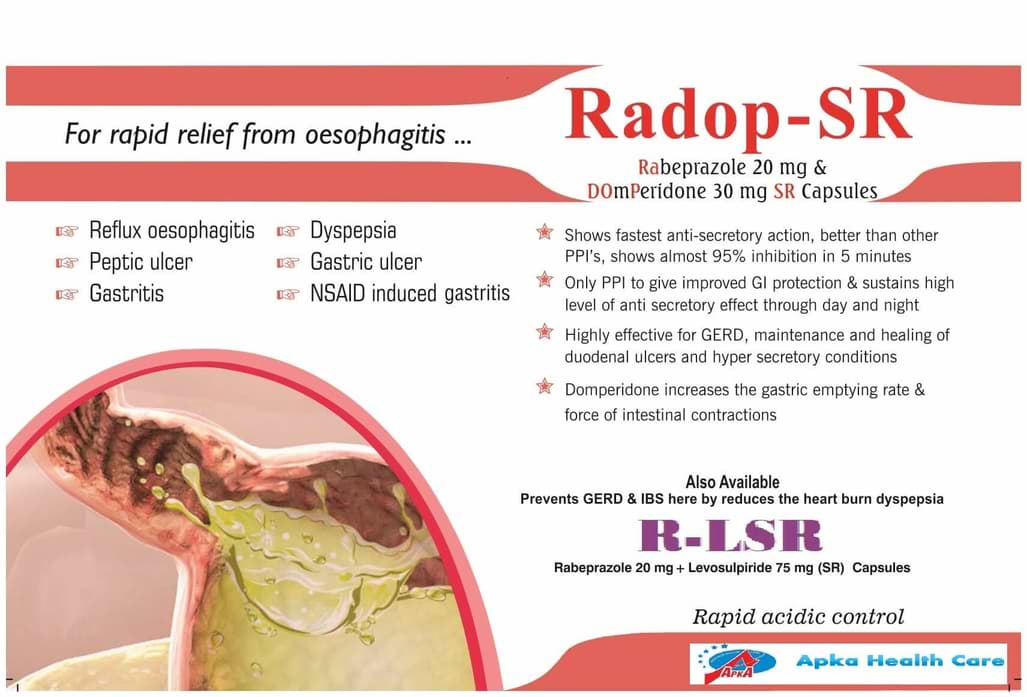 For rapid relief from oesophagitis ...
Radop-SR
Rabeprazole 20 mg &
DOmPeridone 30 mg SR Capsules
Reflux oesophagitis
Peptic ulcer
Gastritis
Dyspepsia
Gastric ulcer
NSAID induced gastritis
Shows fastest anti-secretory action, better than other
PPI's, shows almost 95% inhibition in 5 minutes
Only PPI to give improved GI protection & sustains high
level of anti secretory effect through day and night
Highly effective for GERD, maintenance and healing of
duodenal ulcers and hyper secretory conditions
Domperidone increases the gastric emptying rate &
force of intestinal contractions
Also Available
Prevents GERD & IBS here by reduces the heart burn dyspepsia
R-LSR
Rabeprazole 20 mg + Levosulpiride 75 mg (SR) Capsules
Rapid acidic control
APKA
Apka Health Care